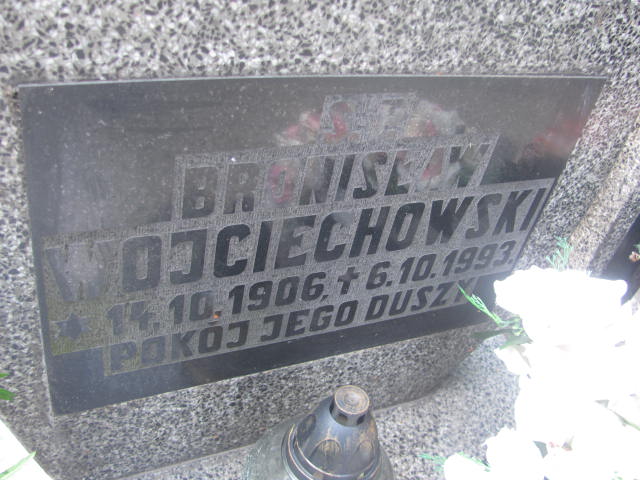 Ś.P.
BRONISŁAW
WOJCIECHOWSKI
* 14.10.1906, ✝ 6.10.1993.
POKÓJ JEGO DUSZY